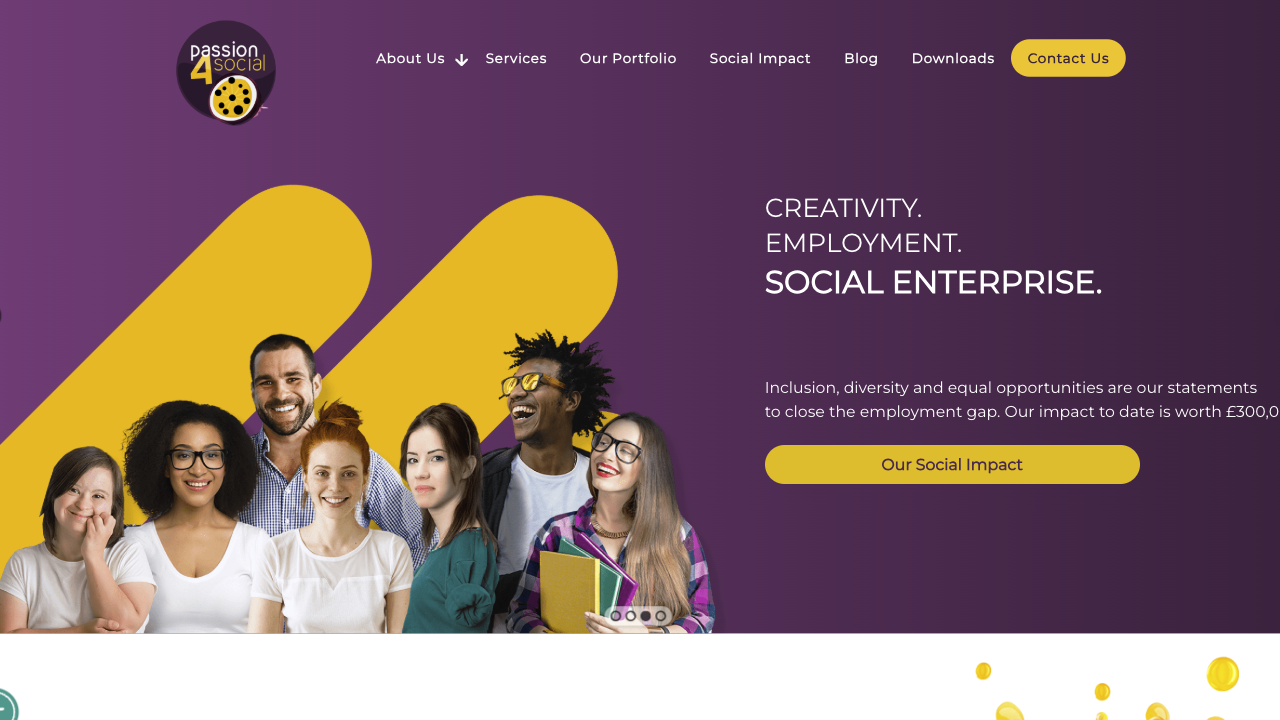 passion
4social
About Us
Services
Our Portfolio
Social Impact
Blog
Downloads
Contact Us
CREATIVITY.
EMPLOYMENT.
SOCIAL ENTERPRISE.
Inclusion, diversity and equal opportunities are our statements
to close the employment gap. Our impact to date is worth £300,0
Our Social Impact